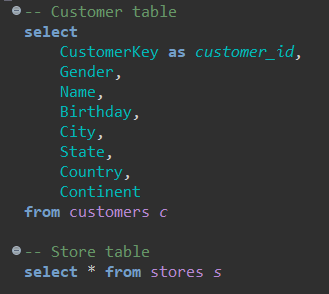 -- Customer table
select
CustomerKey as customer_id,
Gender,
Name,
Birthday,
City,
State,
Country,
Continent
from customers c
-- Store table
select * from stores s